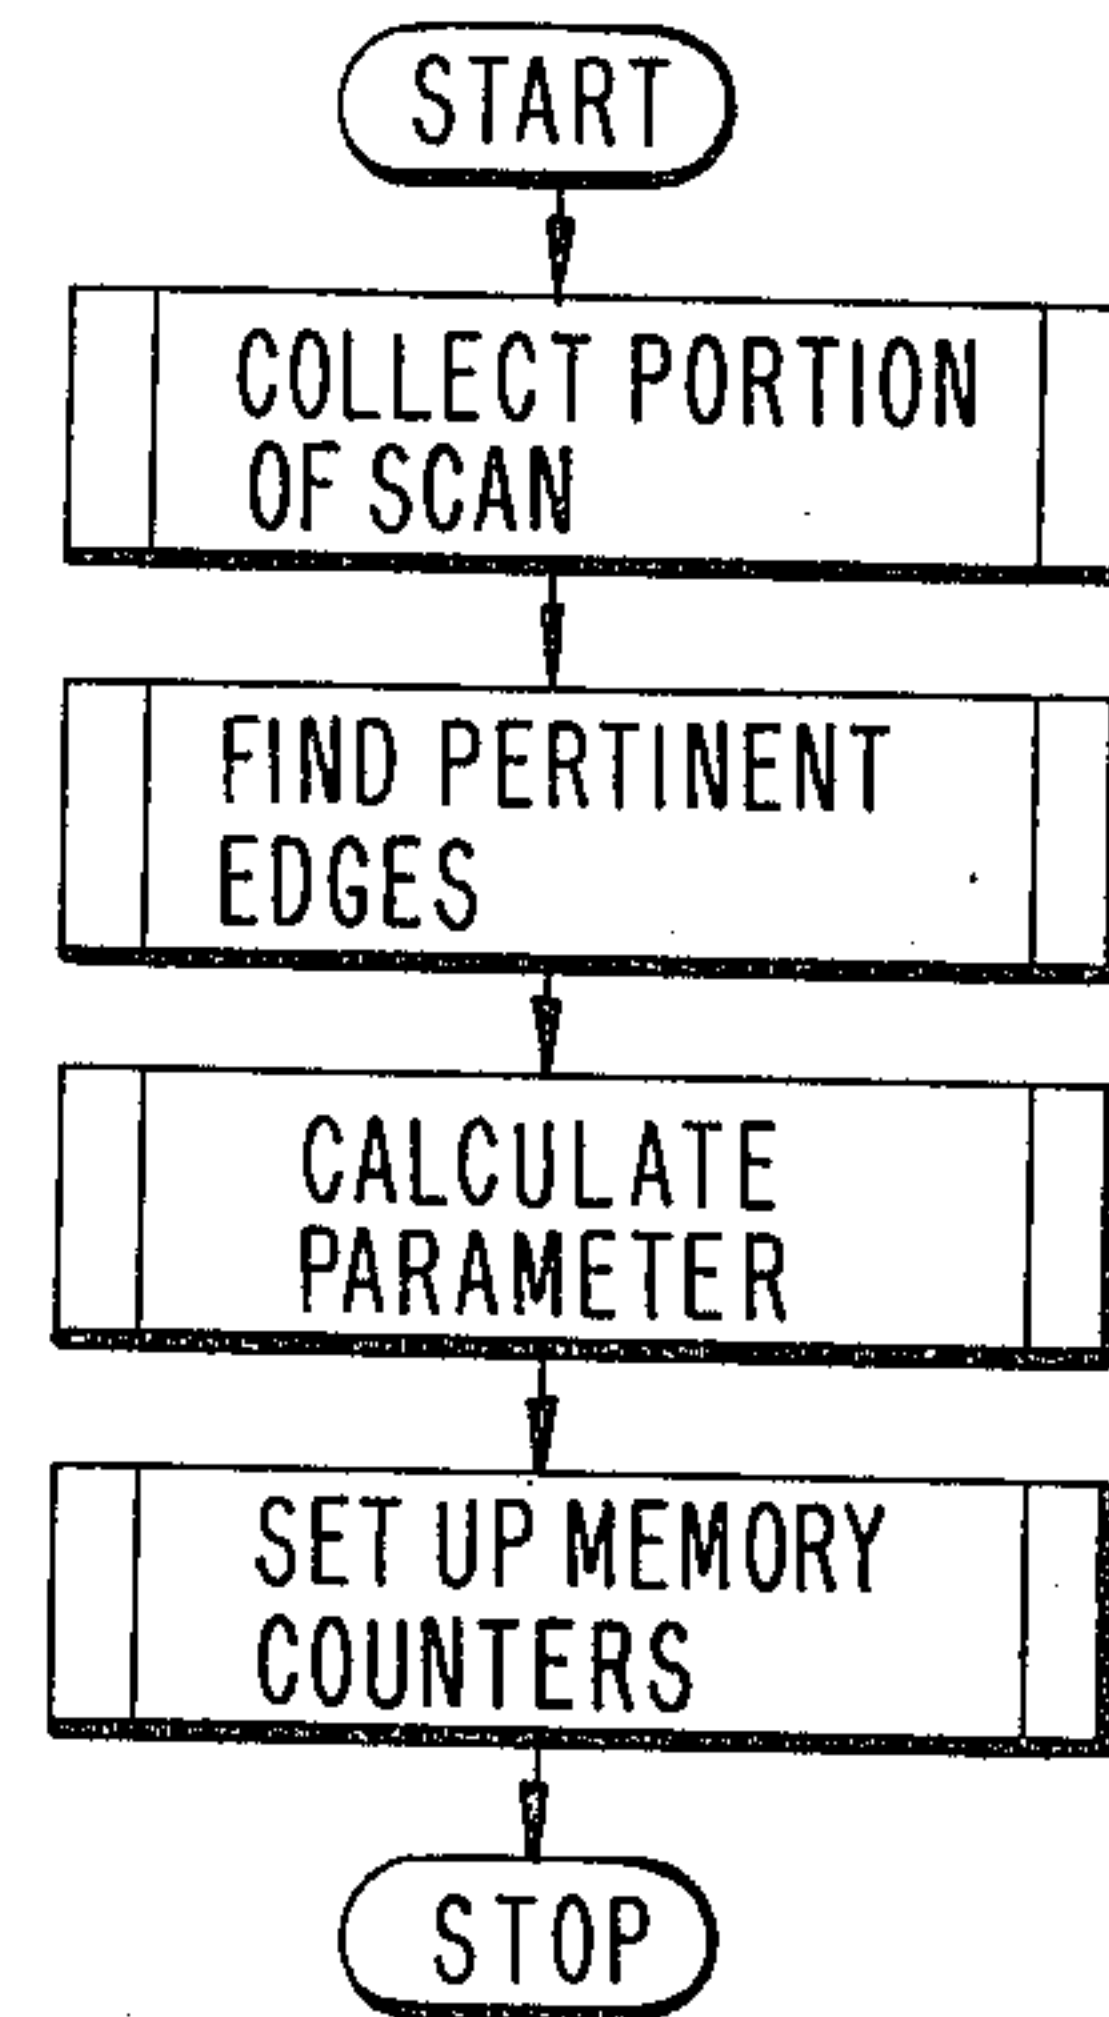 START
COLLECT PORTION
OF SCAN
FIND PERTINENT
EDGES
CALCULATE
PARAMETER
SET UP MEMORY
COUNTERS
STOP